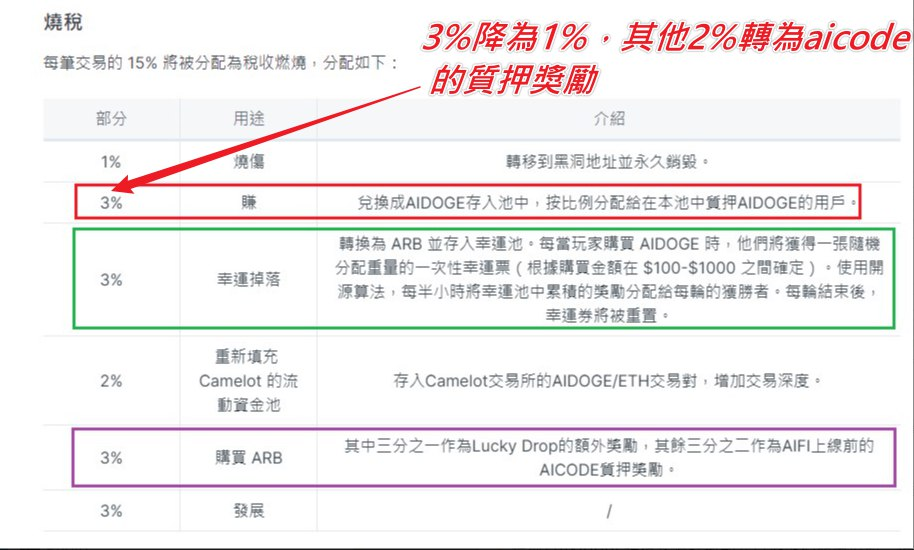 燒稅
3%降為1%，其他2%轉為aicode
的質押獎勵
每筆交易的 15% 將被分配為稅收燃燒，分配如下：
部分 用途 介紹
1% 燒傷 轉移到黑洞地址並永久銷毀。
3% 賺 兌換成AIDOGE存入池中，按比例分配給在本池中質押AIDOGE的用戶。
3% 幸運掉落
轉換為 ARB 並存入幸運池。每當玩家購買 AIDOGE 時，他們將獲得一張隨機
分配重量的一次性幸運票（根據購買金額在 $100-$1000 之間確定）。使用開
源算法，每半小時將幸運池中累積的獎勵分配給每輪的獲勝者。每輪結束後，
幸運券將被重置。
2%
重新填充
Camelot 的流
動資金池
存入Camelot交易所的AIDOGE/ETH交易對，增加交易深度。
3% 購買 ARB
其中三分之一作為Lucky Drop的額外獎勵，其餘三分之二作為AIFI上線前的
AICODE質押獎勵。
3% 發展 /